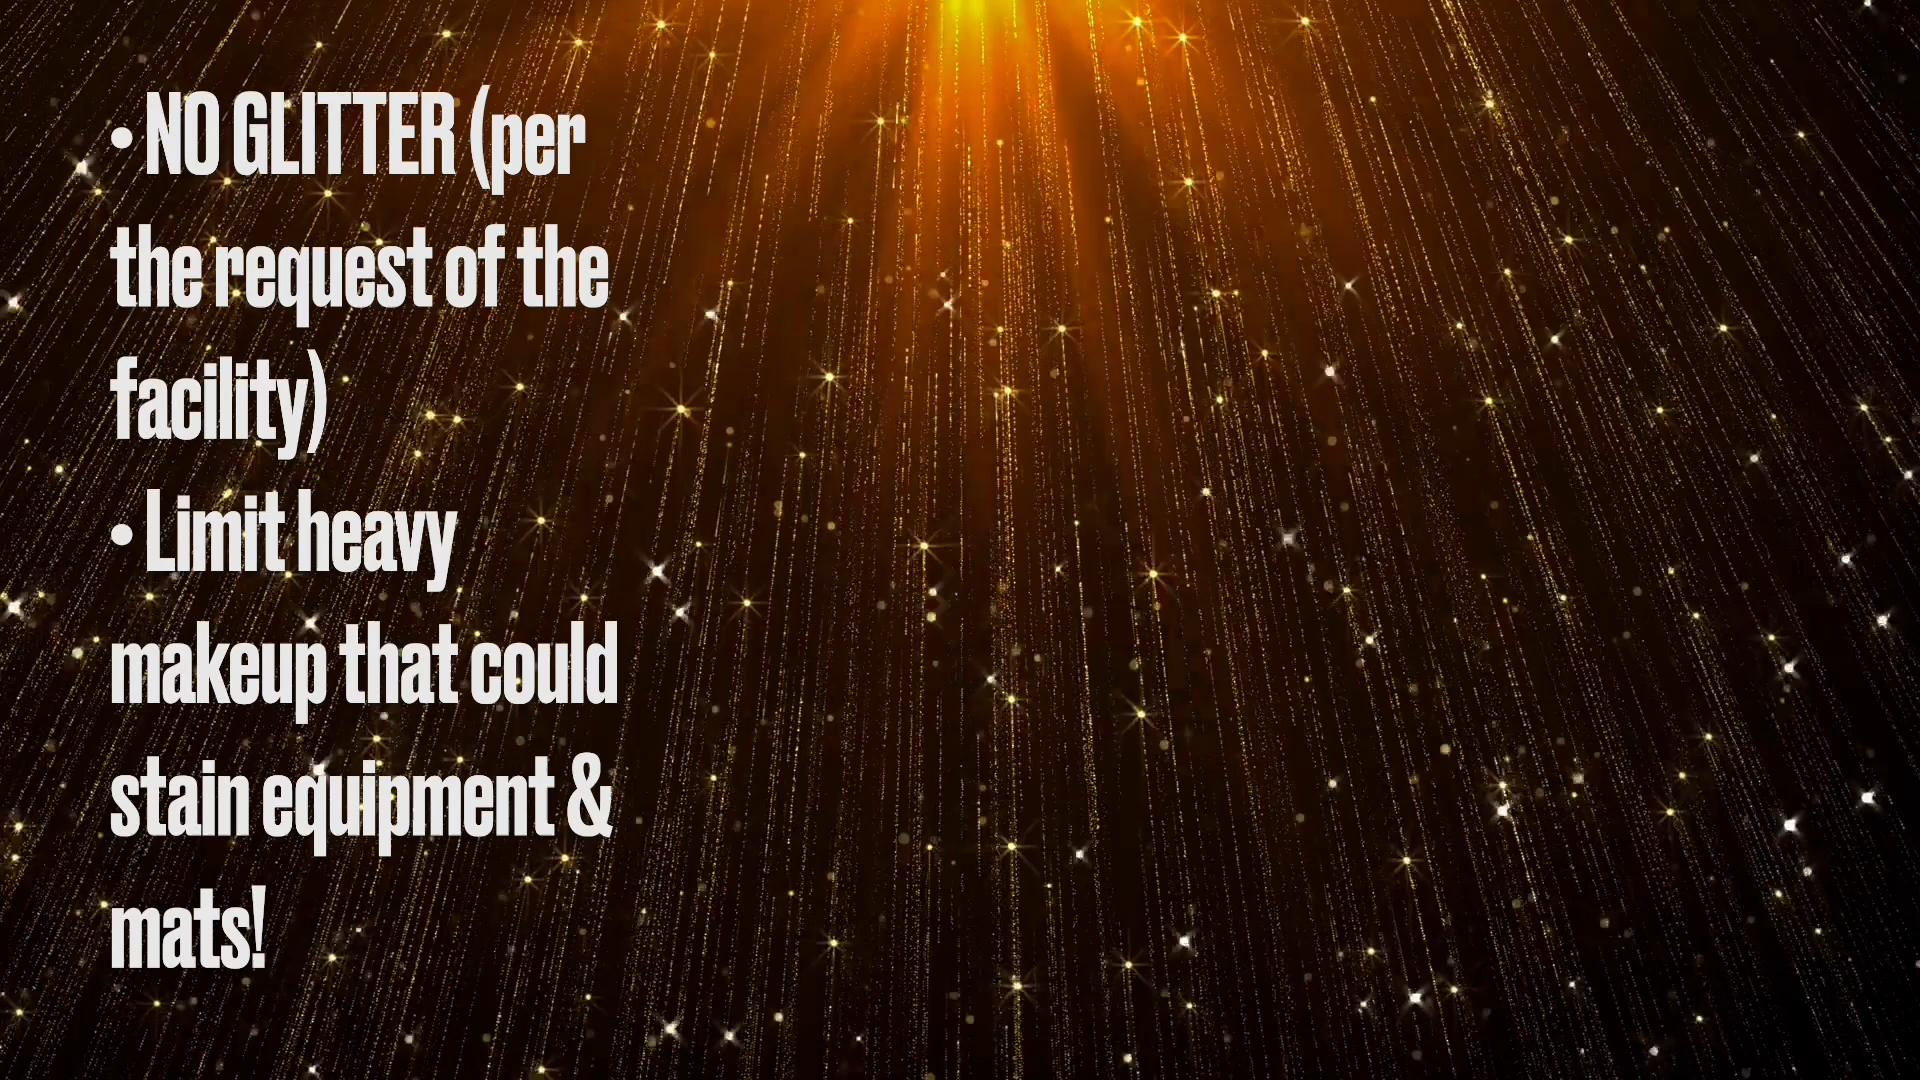 • NO GLITTER (per
the request of the
facility)
• Limit heavy
makeup that could
stain equipment &
mats!